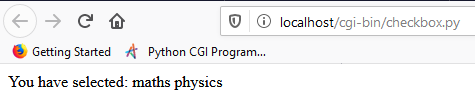 localhost/cgi-bin/checkbox.py
Getting Started Python CGI Program...
You have selected: maths physics